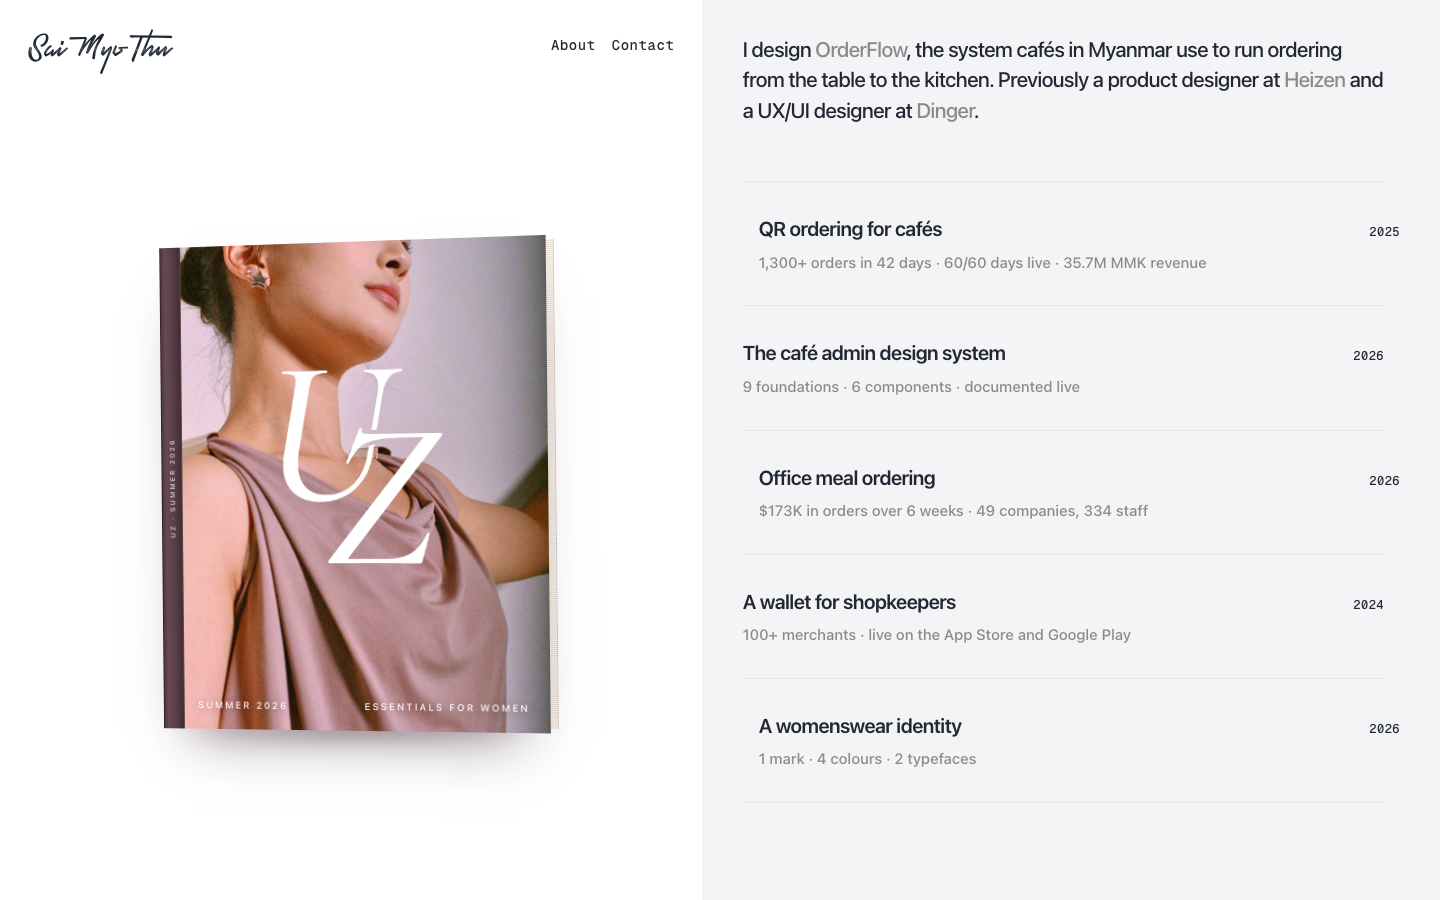 Sai Myo Thu
About Contact
I design OrderFlow, the system cafés in Myanmar use to run ordering
from the table to the kitchen. Previously a product designer at Heizen and
a UX/UI designer at Dinger.
UZ · SUMMER 2026
UZ
SUMMER 2026 ESSENTIALS FOR WOMEN
QR ordering for cafés 2025
1,300+ orders in 42 days · 60/60 days live · 35.7M MMK revenue
The café admin design system 2026
9 foundations · 6 components · documented live
Office meal ordering 2026
$173K in orders over 6 weeks · 49 companies, 334 staff
A wallet for shopkeepers 2024
100+ merchants · live on the App Store and Google Play
A womenswear identity 2026
1 mark · 4 colours · 2 typefaces